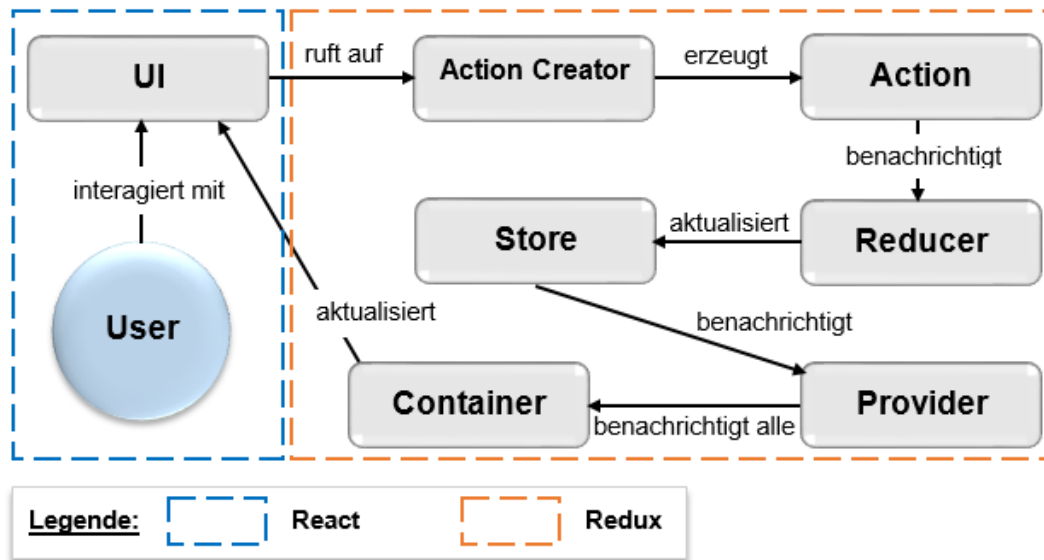 UI
ruft auf
Action Creator
erzeugt
Action
interagiert mit
benachrichtigt
Store
aktualisiert
Reducer
User
aktualisiert
benachrichtigt
Container
benachrichtigt alle
Provider
Legende:
React
Redux